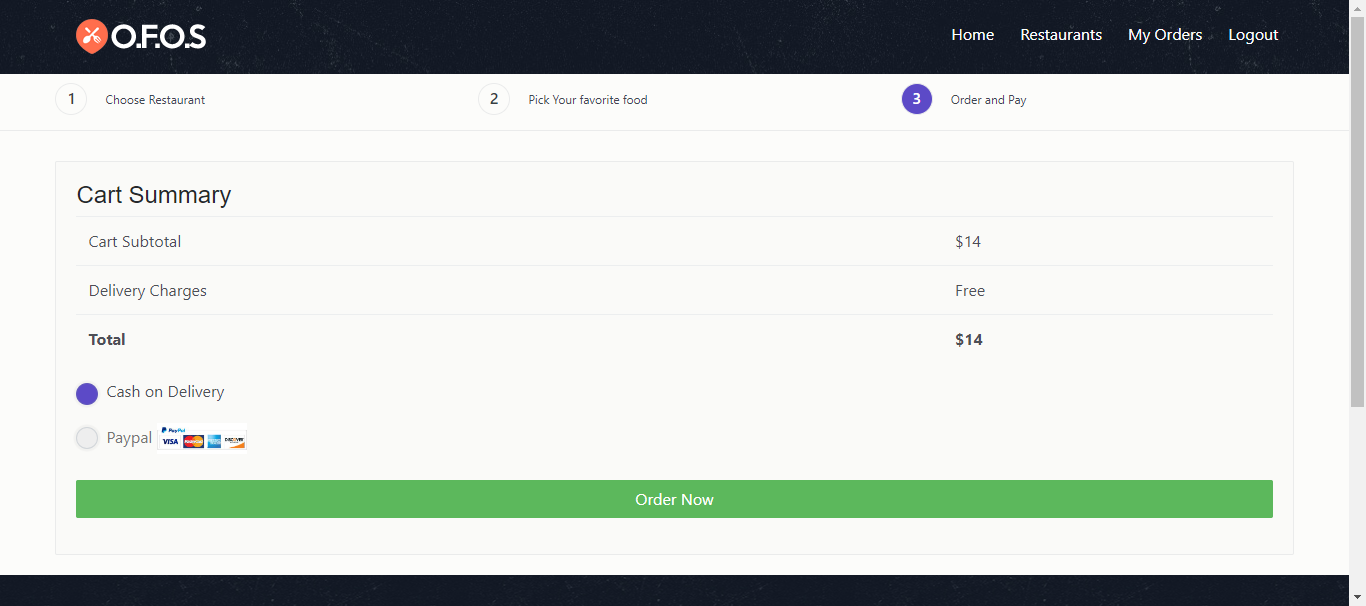 O.F.O.S
Home Restaurants My Orders Logout
1 Choose Restaurant 2 Pick Your favorite food 3 Order and Pay
Cart Summary
Cart Subtotal $14
Delivery Charges Free
Total $14
Cash on Delivery
Paypal PayPal VISA MasterCard DISCOVER
Order Now